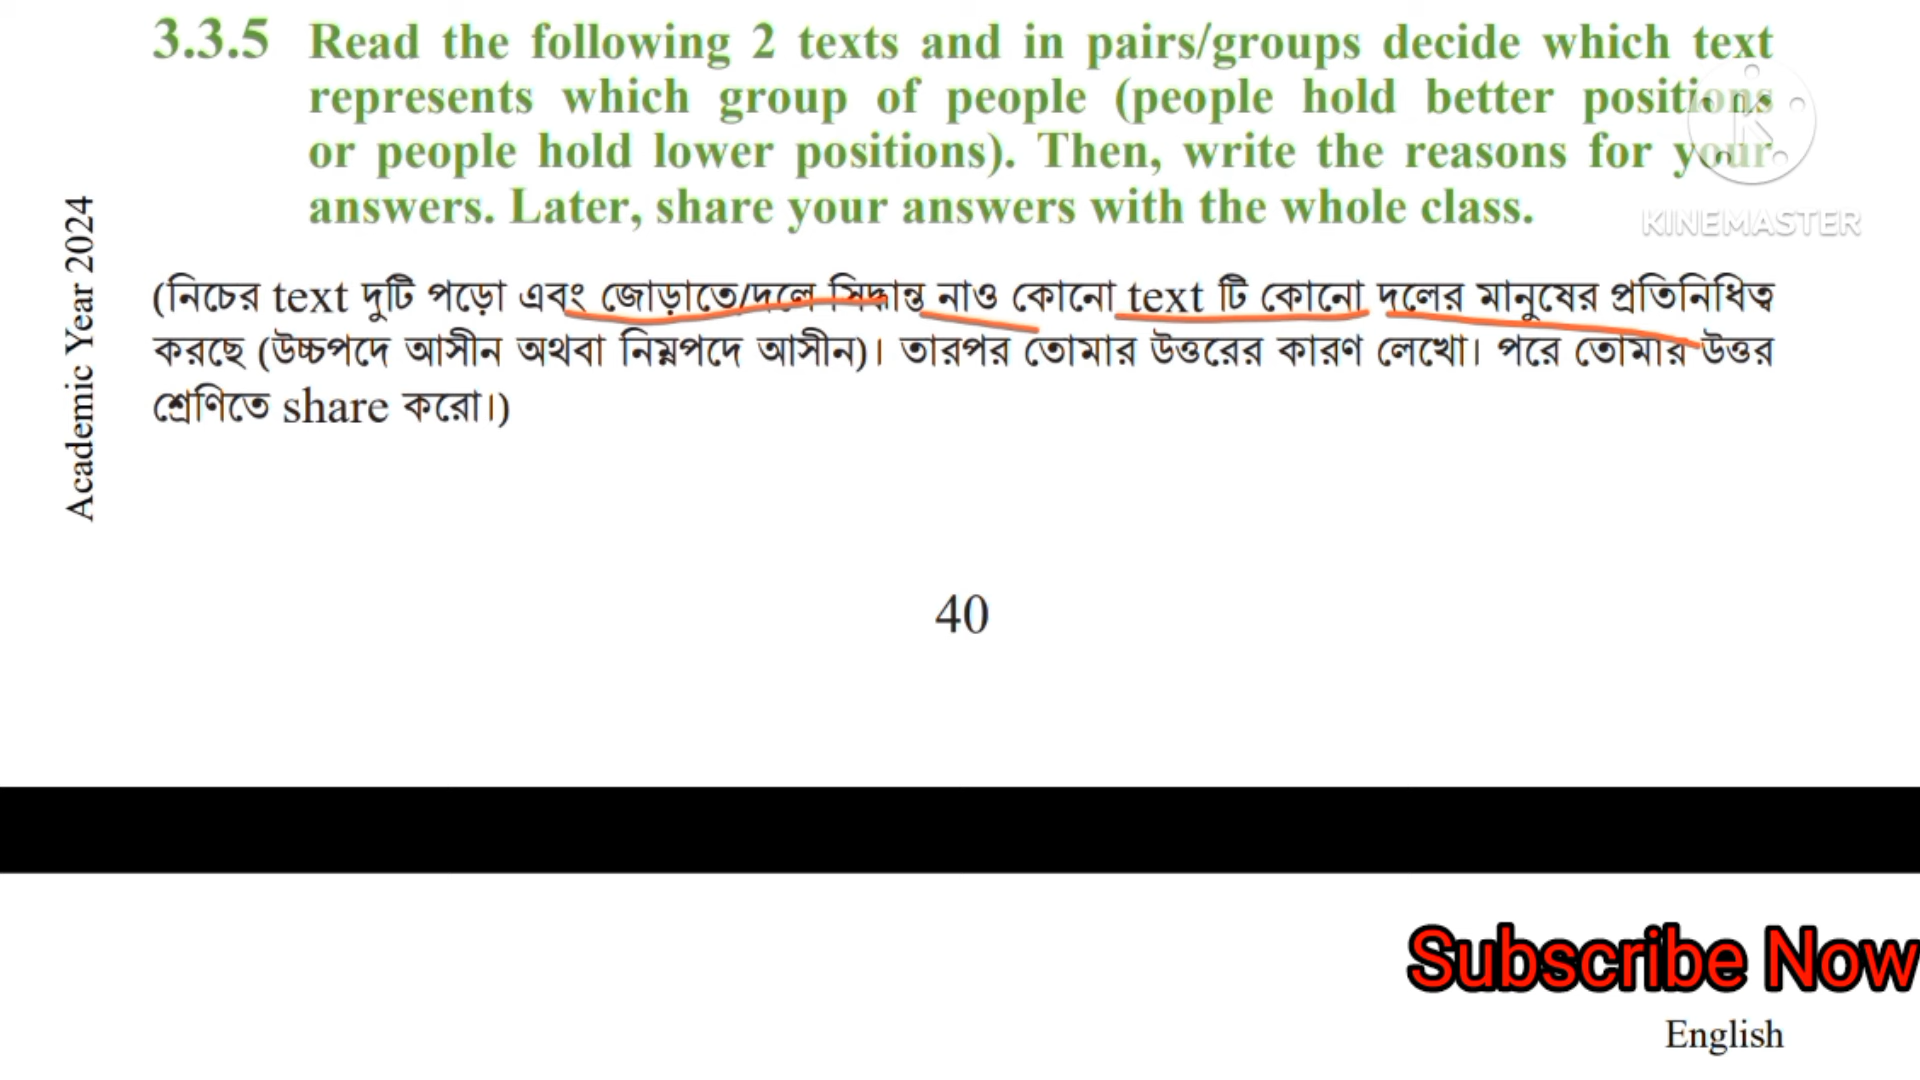 3.3.5 Read the following 2 texts and in pairs/groups decide which text
represents which group of people (people hold better positions
or people hold lower positions). Then, write the reasons for your
answers. Later, share your answers with the whole class.
KINEMASTER
Academic Year 2024
(নিচের text দুটি পড়ো এবং জোড়াতে/দলে সিদ্ধান্ত নাও কোনো text টি কোনো দলের মানুষের প্রতিনিধিত্ব
করছে (উচ্চপদে আসীন অথবা নিম্নপদে আসীন)। তারপর তোমার উত্তরের কারণ লেখো। পরে তোমার উত্তর
শ্রেণিতে share করো।)
40
Subscribe Now
English